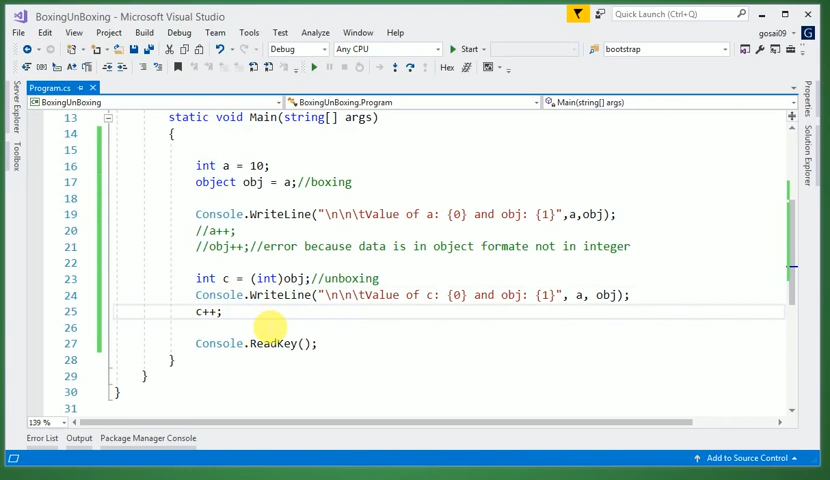 BoxingUnBoxing - Microsoft Visual Studio
Quick Launch (Ctrl+Q)
File Edit View Project Build Debug Team Tools Test Analyze Window Help
gosai09 G
Debug Any CPU Start bootstrap
Hex
Program.cs
BoxingUnBoxing BoxingUnBoxing.Program Main(string[] args)
Server Explorer
Toolbox
Properties
Solution Explorer
13 static void Main(string[] args)
14 {
15
16 int a = 10;
17 object obj = a;//boxing
18
19 Console.WriteLine("\n\n\tValue of a: {0} and obj: {1}",a,obj);
20 //a++;
21 //obj++;//error because data is in object formate not in integer
22
23 int c = (int)obj;//unboxing
24 Console.WriteLine("\n\n\tValue of c: {0} and obj: {1}", a, obj);
25 c++;
26
27 Console.ReadKey();
28 }
29 }
30 }
31
139 %
Error List Output Package Manager Console
Add to Source Control